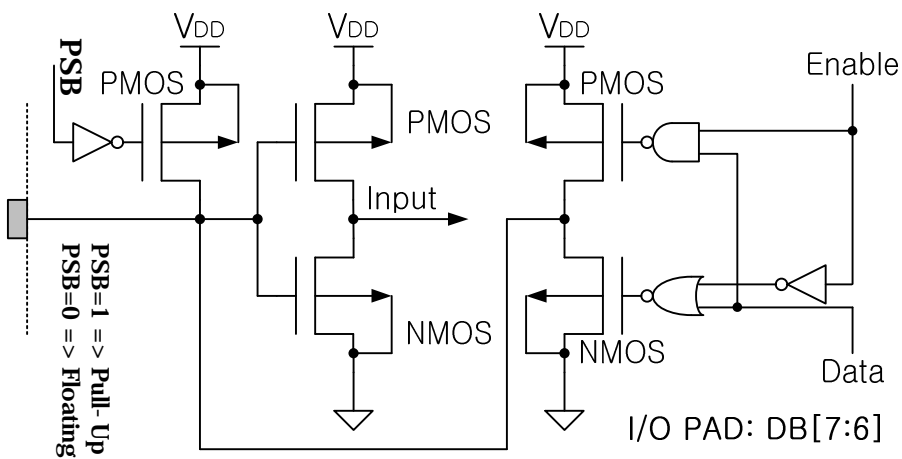 VDD
VDD
VDD
PSB
PMOS
PMOS
Enable
PMOS
Input
PSB=1 => Pull-Up
PSB=0 => Floating
NMOS
NMOS
Data
I/O PAD: DB[7:6]